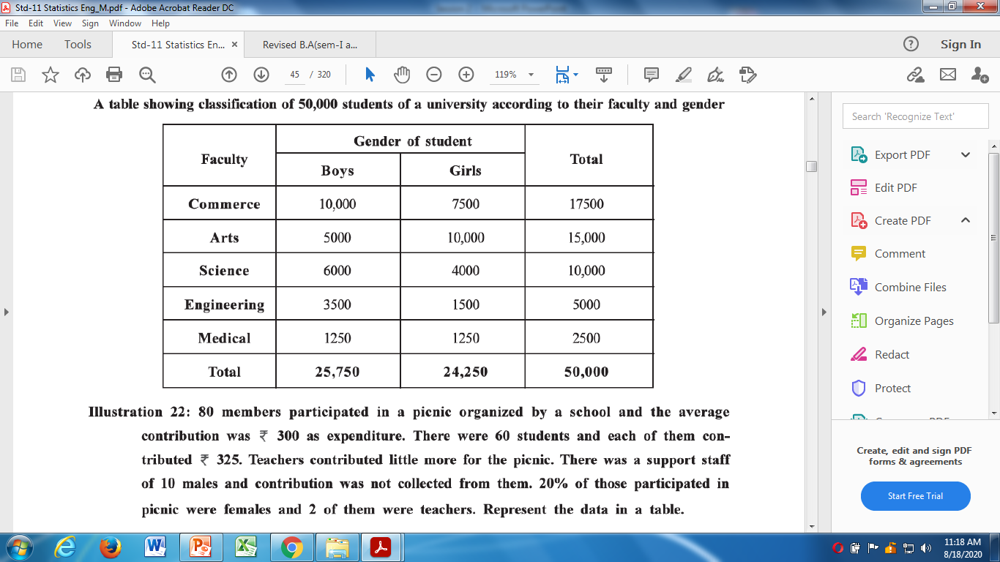 Std-11 Statistics Eng_M.pdf - Adobe Acrobat Reader DC
File Edit View Sign Window Help
Home Tools Std-11 Statistics En... × Revised B.A(sem-I a... ? Sign In
45 / 320 119%
A table showing classification of 50,000 students of a university according to their faculty and gender
Faculty Gender of student Total
Boys Girls
Commerce 10,000 7500 17500
Arts 5000 10,000 15,000
Science 6000 4000 10,000
Engineering 3500 1500 5000
Medical 1250 1250 2500
Total 25,750 24,250 50,000
Illustration 22: 80 members participated in a picnic organized by a school and the average
contribution was ₹ 300 as expenditure. There were 60 students and each of them con-
tributed ₹ 325. Teachers contributed little more for the picnic. There was a support staff
of 10 males and contribution was not collected from them. 20% of those participated in
picnic were females and 2 of them were teachers. Represent the data in a table.
Search 'Recognize Text'
Export PDF
Edit PDF
Create PDF
Comment
Combine Files
Organize Pages
Redact
Protect
Create, edit and sign PDF
forms & agreements
Start Free Trial
11:18 AM
8/18/2020